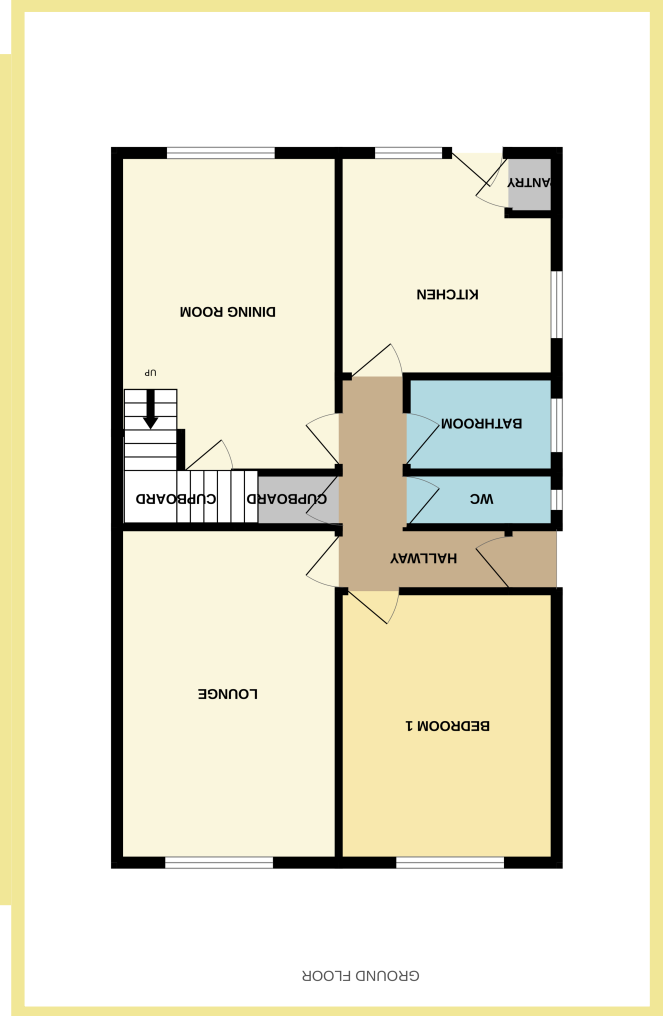 GROUND FLOOR
BEDROOM 1
LOUNGE
HALLWAY
WC
CUPBOARD
CUPBOARD
BATHROOM
UP
DINING ROOM
KITCHEN
PANTRY